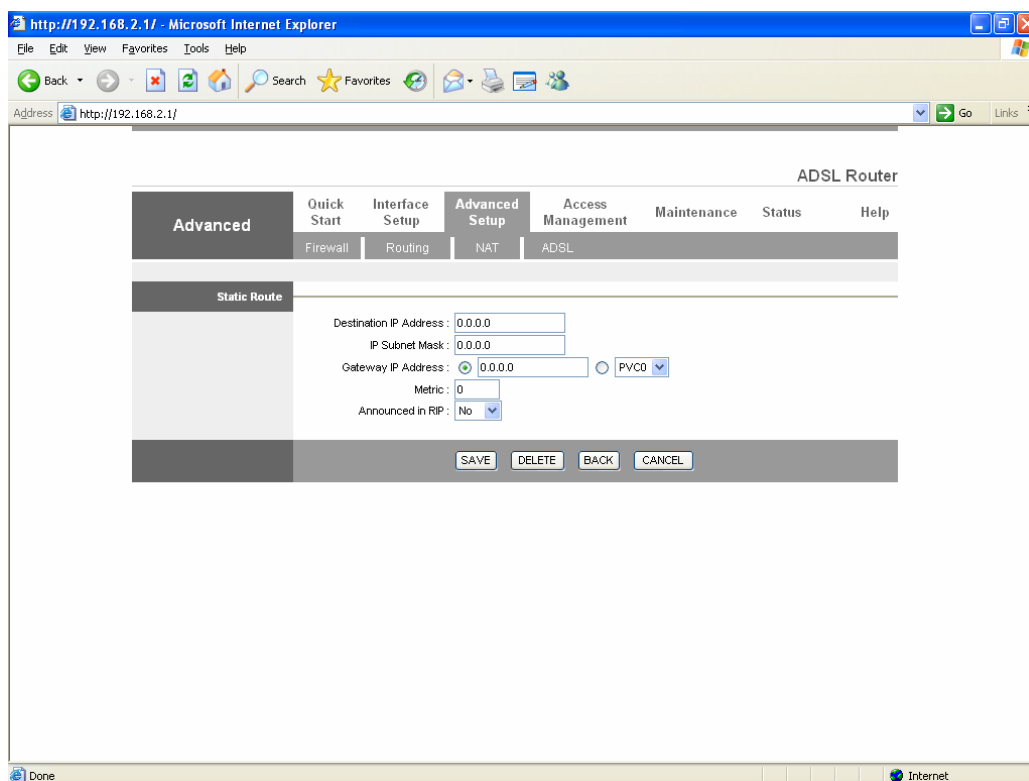 http://192.168.2.1/ - Microsoft Internet Explorer
File Edit View Favorites Tools Help
Back Search Favorites
Address http://192.168.2.1/ Go Links
ADSL Router
Advanced
Quick Start
Interface Setup
Advanced Setup
Access Management
Maintenance
Status
Help
Firewall Routing NAT ADSL
Static Route
Destination IP Address : 0.0.0.0
IP Subnet Mask : 0.0.0.0
Gateway IP Address : 0.0.0.0 PVC0
Metric : 0
Announced in RIP : No
SAVE DELETE BACK CANCEL
Done Internet